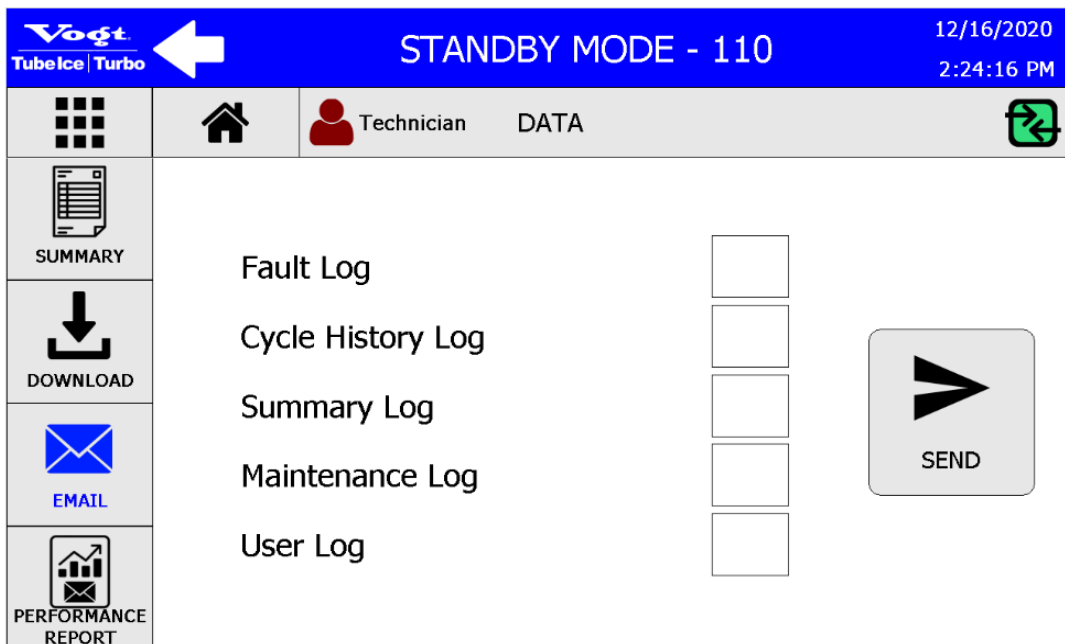 Vogt.
Tube Ice | Turbo
STANDBY MODE - 110
12/16/2020
2:24:16 PM
Technician
DATA
SUMMARY
DOWNLOAD
EMAIL
PERFORMANCE
REPORT
Fault Log
Cycle History Log
Summary Log
Maintenance Log
User Log
SEND